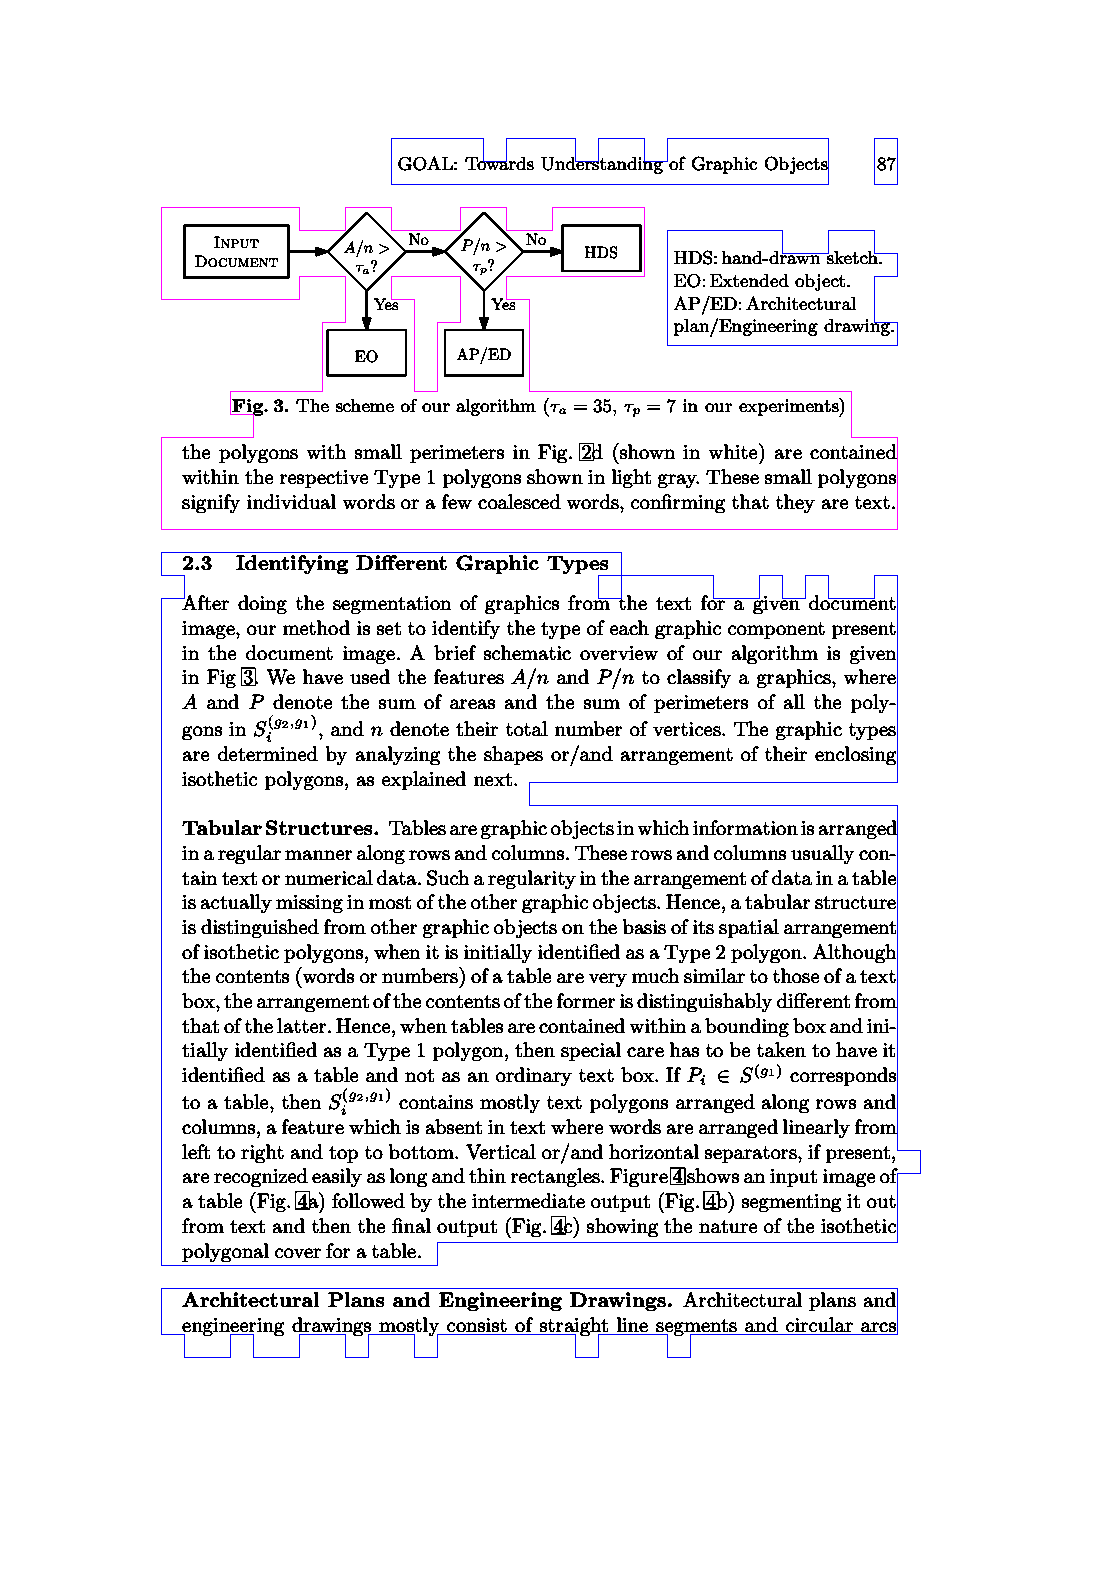 GOAL: Towards Understanding of Graphic Objects 87
INPUT
DOCUMENT
A/n >
τa?
No
P/n >
τp?
No
HDS
Yes
Yes
EO
AP/ED
HDS: hand-drawn sketch.
EO: Extended object.
AP/ED: Architectural
plan/Engineering drawing.
Fig. 3. The scheme of our algorithm (τa = 35, τp = 7 in our experiments)
the polygons with small perimeters in Fig. 2d (shown in white) are contained
within the respective Type 1 polygons shown in light gray. These small polygons
signify individual words or a few coalesced words, confirming that they are text.
2.3 Identifying Different Graphic Types
After doing the segmentation of graphics from the text for a given document
image, our method is set to identify the type of each graphic component present
in the document image. A brief schematic overview of our algorithm is given
in Fig 3. We have used the features A/n and P/n to classify a graphics, where
A and P denote the sum of areas and the sum of perimeters of all the poly-
gons in S_i^(g2,g1), and n denote their total number of vertices. The graphic types
are determined by analyzing the shapes or/and arrangement of their enclosing
isothetic polygons, as explained next.
Tabular Structures. Tables are graphic objects in which information is arranged
in a regular manner along rows and columns. These rows and columns usually con-
tain text or numerical data. Such a regularity in the arrangement of data in a table
is actually missing in most of the other graphic objects. Hence, a tabular structure
is distinguished from other graphic objects on the basis of its spatial arrangement
of isothetic polygons, when it is initially identified as a Type 2 polygon. Although
the contents (words or numbers) of a table are very much similar to those of a text
box, the arrangement of the contents of the former is distinguishably different from
that of the latter. Hence, when tables are contained within a bounding box and ini-
tially identified as a Type 1 polygon, then special care has to be taken to have it
identified as a table and not as an ordinary text box. If P_i ∈ S^(g1) corresponds
to a table, then S_i^(g2,g1) contains mostly text polygons arranged along rows and
columns, a feature which is absent in text where words are arranged linearly from
left to right and top to bottom. Vertical or/and horizontal separators, if present,
are recognized easily as long and thin rectangles. Figure 4 shows an input image of
a table (Fig. 4a) followed by the intermediate output (Fig. 4b) segmenting it out
from text and then the final output (Fig. 4c) showing the nature of the isothetic
polygonal cover for a table.
Architectural Plans and Engineering Drawings. Architectural plans and
engineering drawings mostly consist of straight line segments and circular arcs